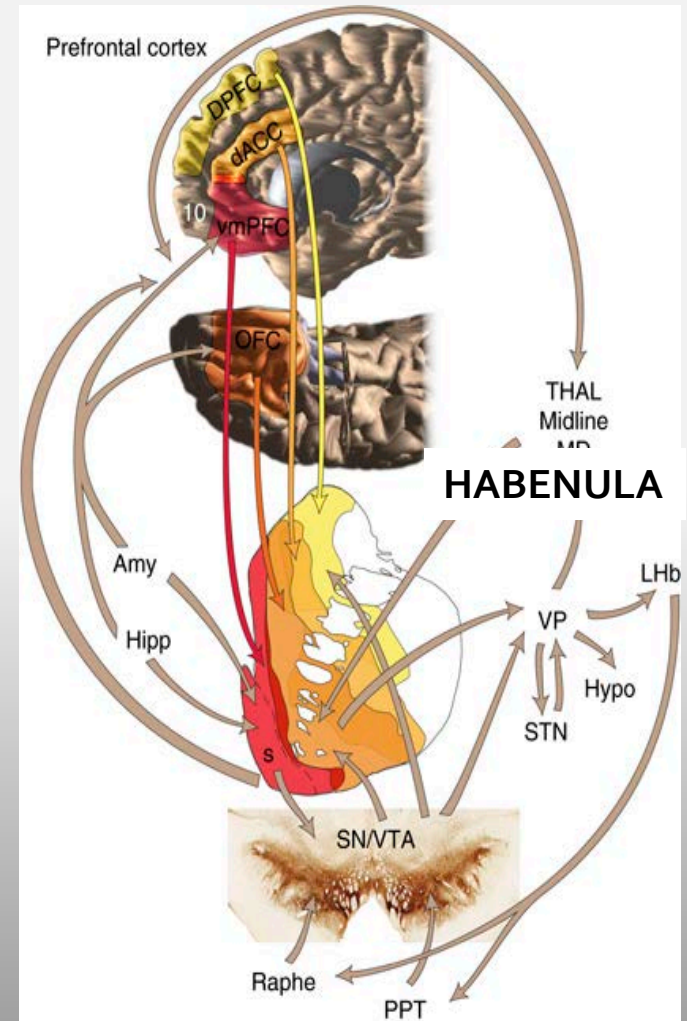 Prefrontal cortex
DPFC
dACC
10
vmPFC
OFC
THAL
Midline
HABENULA
Amy
LHb
VP
Hipp
Hypo
STN
s
SN/VTA
Raphe
PPT